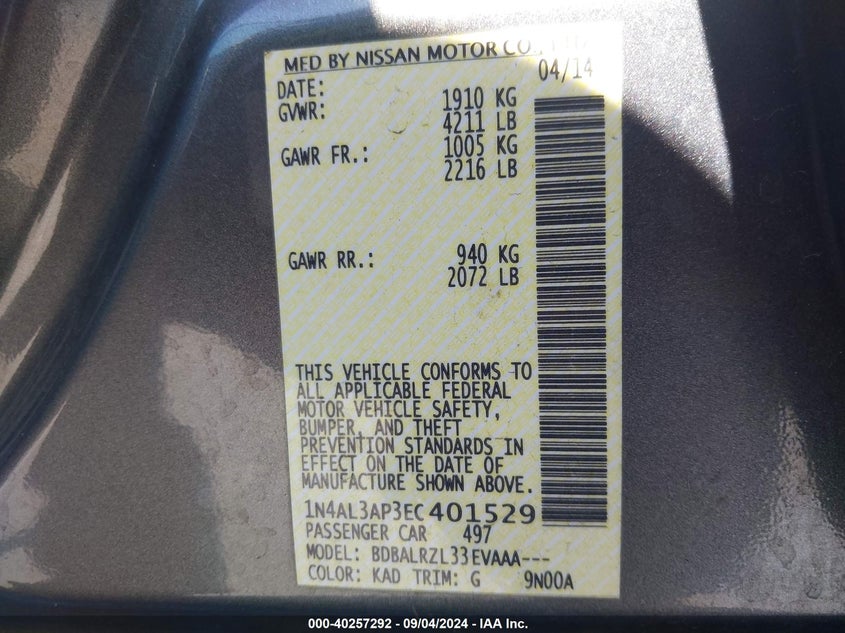 MFD BY NISSAN MOTOR CO., LTD.
DATE: 04/14
GVWR: 1910 KG
4211 LB
GAWR FR.: 1005 KG
2216 LB
GAWR RR.: 940 KG
2072 LB
THIS VEHICLE CONFORMS TO
ALL APPLICABLE FEDERAL
MOTOR VEHICLE SAFETY,
BUMPER, AND THEFT
PREVENTION STANDARDS IN
EFFECT ON THE DATE OF
MANUFACTURE SHOWN ABOVE.
1N4AL3AP3EC401529
PASSENGER CAR 497
MODEL: BDBALRZL33EVAAA---
COLOR: KAD TRIM: G 9N00A
000-40257292 - 09/04/2024 - IAA Inc.